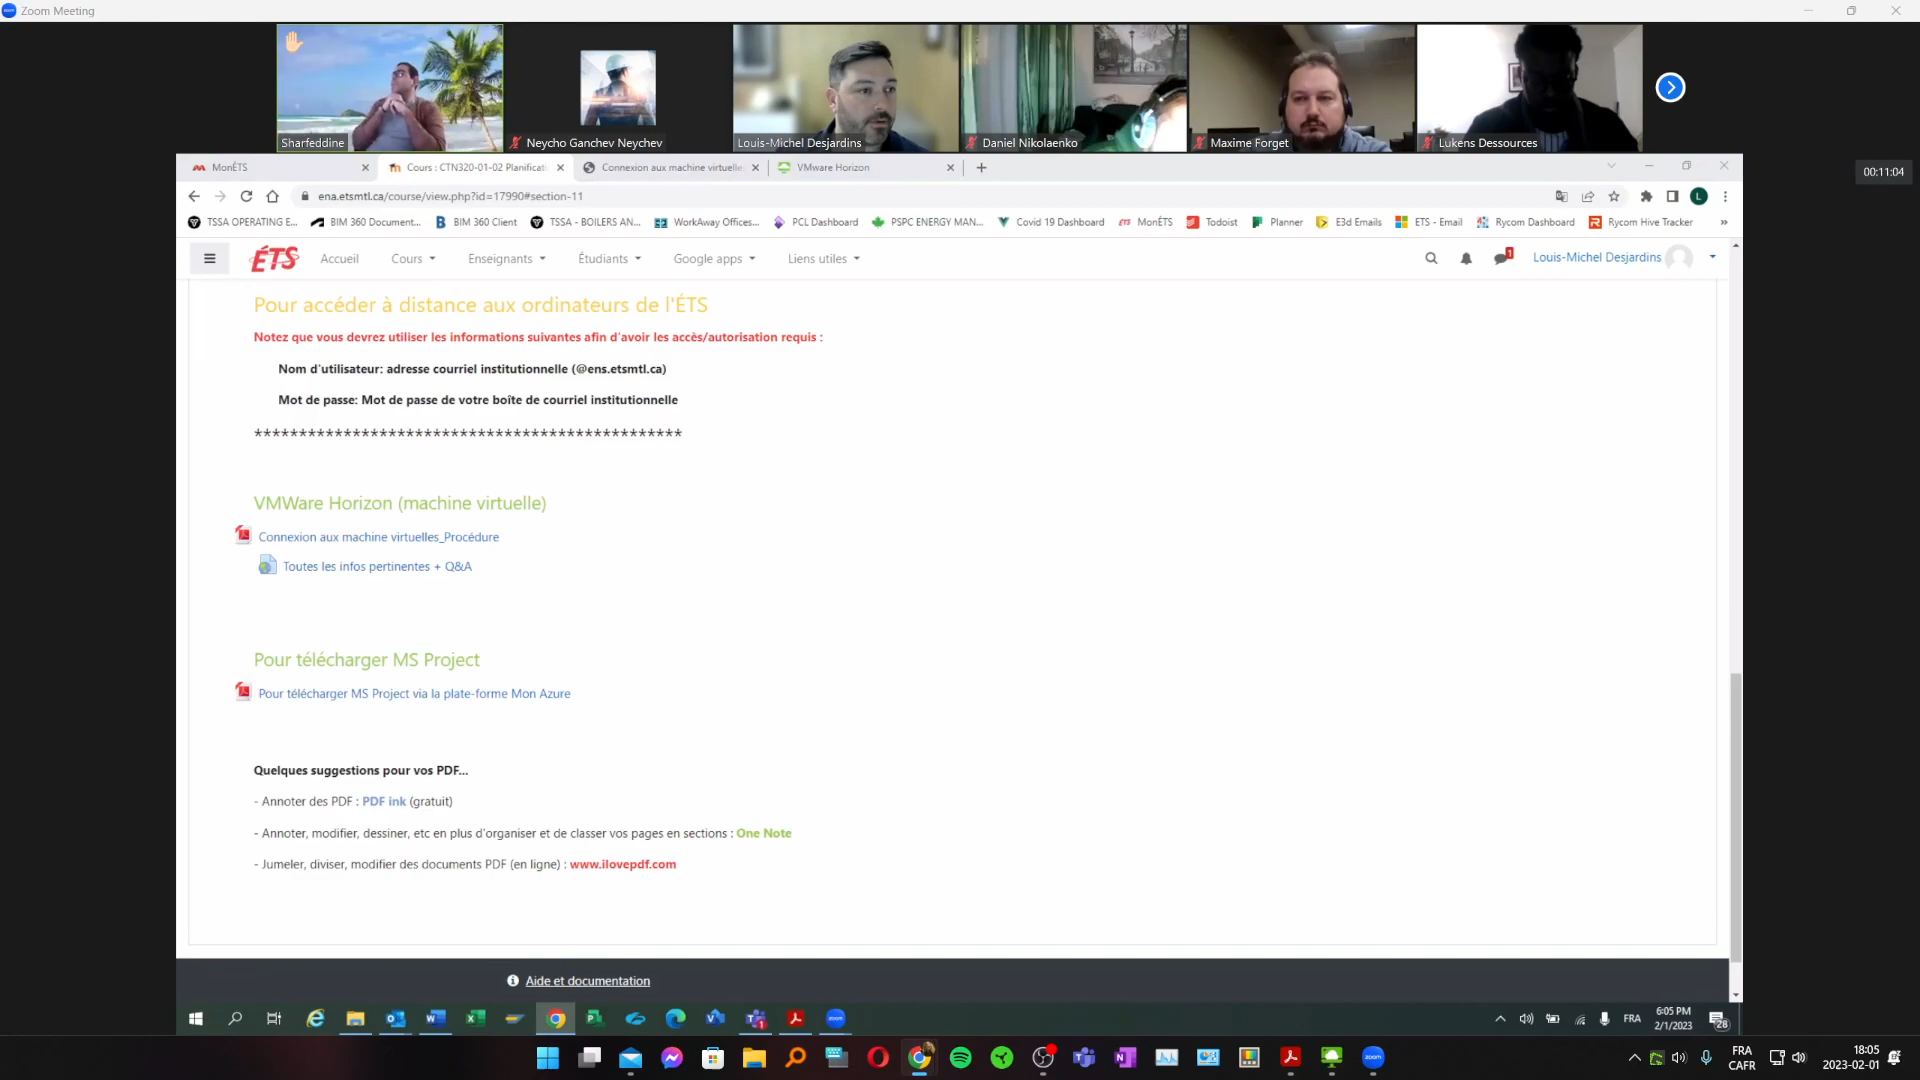 Zoom Meeting
Sharfeddine
Neycho Ganchev Neychev
Louis-Michel Desjardins
Daniel Nikolaenko
Maxime Forget
Lukens Dessources
00:11:04
MonÉTS
Cours : CTN320-01-02 Planificati
Connexion aux machine virtuelle
VMware Horizon
ena.etsmtl.ca/course/view.php?id=17990#section-11
L
TSSA OPERATING E...
BIM 360 Document...
BIM 360 Client
TSSA - BOILERS AN...
WorkAway Offices...
PCL Dashboard
PSPC ENERGY MAN...
Covid 19 Dashboard
MonÉTS
Todoist
Planner
E3d Emails
ETS - Email
Rycom Dashboard
Rycom Hive Tracker
»
ÉTS
Accueil
Cours
Enseignants
Étudiants
Google apps
Liens utiles
1
Louis-Michel Desjardins
Pour accéder à distance aux ordinateurs de l'ÉTS
Notez que vous devrez utiliser les informations suivantes afin d'avoir les accès/autorisation requis :
Nom d'utilisateur: adresse courriel institutionnelle (@ens.etsmtl.ca)
Mot de passe: Mot de passe de votre boîte de courriel institutionnelle
************************************************
VMWare Horizon (machine virtuelle)
Connexion aux machine virtuelles_Procédure
Toutes les infos pertinentes + Q&A
Pour télécharger MS Project
Pour télécharger MS Project via la plate-forme Mon Azure
Quelques suggestions pour vos PDF...
- Annoter des PDF : PDF ink (gratuit)
- Annoter, modifier, dessiner, etc en plus d'organiser et de classer vos pages en sections : One Note
- Jumeler, diviser, modifier des documents PDF (en ligne) : www.ilovepdf.com
Aide et documentation
FRA
6:05 PM
2/1/2023
28
FRA
CAFR
18:05
2023-02-01